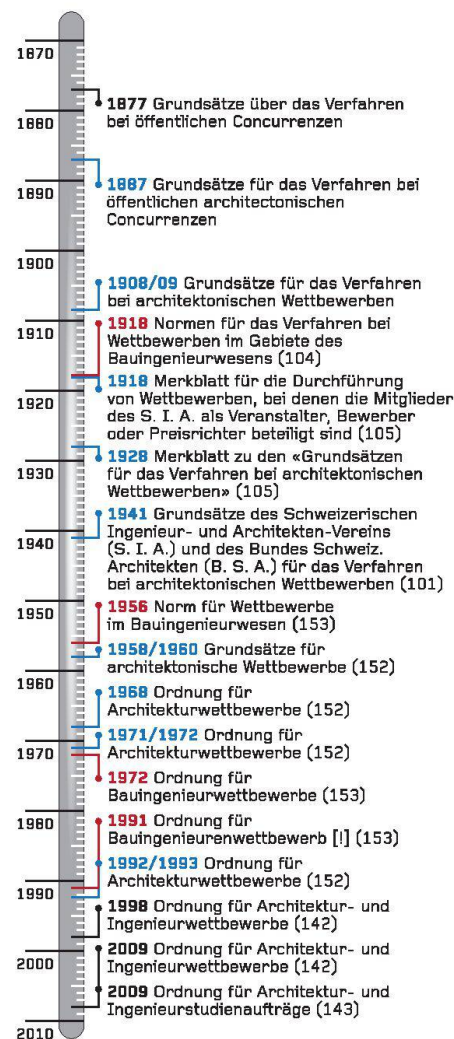 1870
1877 Grundsätze über das Verfahren
bei öffentlichen Concurrenzen
1880
1887 Grundsätze für das Verfahren bei
öffentlichen architectonischen
Concurrenzen
1890
1900
1908/09 Grundsätze für das Verfahren
bei architektonischen Wettbewerben
1910
1918 Normen für das Verfahren bei
Wettbewerben im Gebiete des
Bauingenieurwesens (104)
1918 Merkblatt für die Durchführung
von Wettbewerben, bei denen die Mitglieder
des S. I. A. als Veranstalter, Bewerber
oder Preisrichter beteiligt sind (105)
1920
1928 Merkblatt zu den «Grundsätzen
für das Verfahren bei architektonischen
Wettbewerben» (105)
1930
1941 Grundsätze des Schweizerischen
Ingenieur- und Architekten-Vereins
(S. I. A.) und des Bundes Schweiz.
Architekten (B. S. A.) für das Verfahren
bei architektonischen Wettbewerben (101)
1940
1950
1956 Norm für Wettbewerbe
im Bauingenieurwesen (153)
1958/1960 Grundsätze für
architektonische Wettbewerbe (152)
1960
1968 Ordnung für
Architekturwettbewerbe (152)
1971/1972 Ordnung für
Architekturwettbewerbe (152)
1970
1972 Ordnung für
Bauingenieurwettbewerbe (153)
1980
1991 Ordnung für
Bauingenieurenwettbewerb [!] (153)
1992/1993 Ordnung für
Architekturwettbewerbe (152)
1990
1998 Ordnung für Architektur- und
Ingenieurwettbewerbe (142)
2000
2009 Ordnung für Architektur- und
Ingenieurwettbewerbe (142)
2009 Ordnung für Architektur- und
Ingenieurstudienaufträge (143)
2010